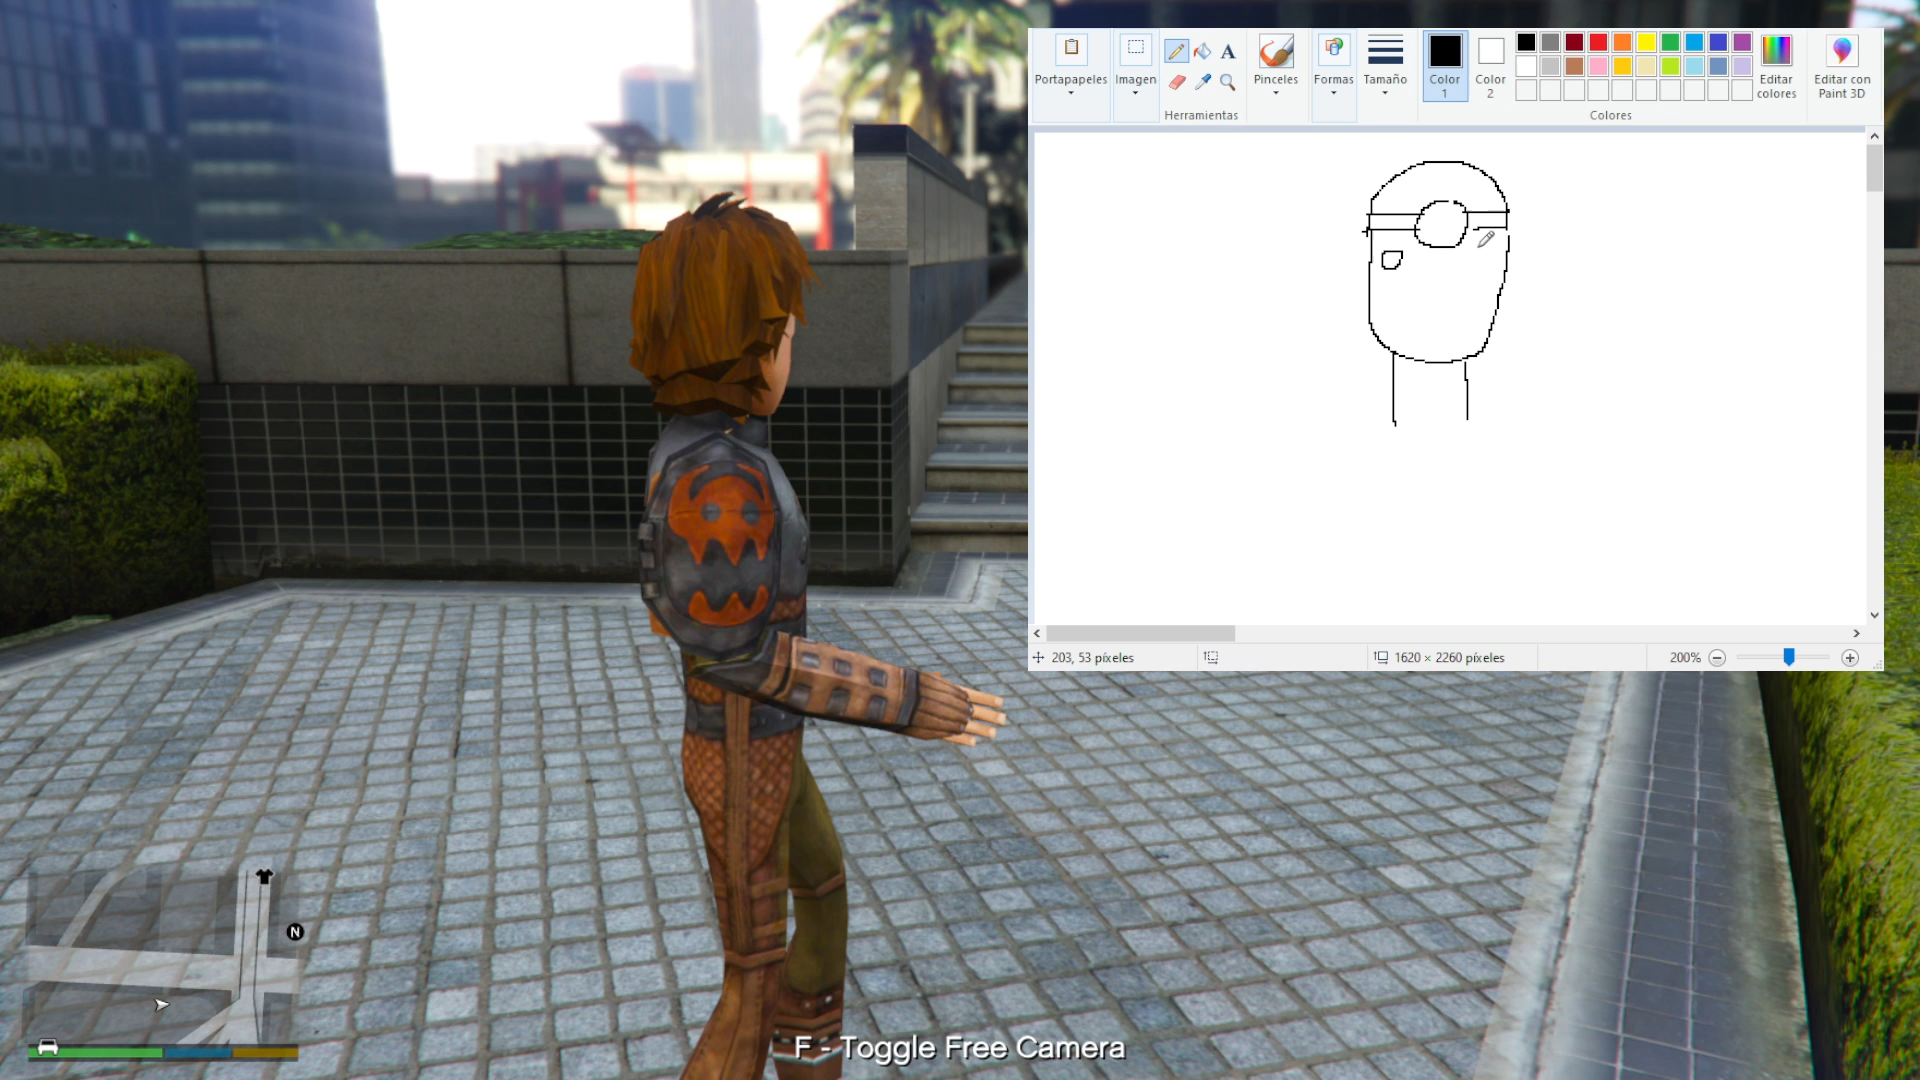 Portapapeles
Imagen
A
Herramientas
Pinceles
Formas
Tamaño
Color
1
Color
2
Editar
colores
Colores
Editar con
Paint 3D
203, 53 píxeles
1620 × 2260 píxeles
200%
N
F - Toggle Free Camera